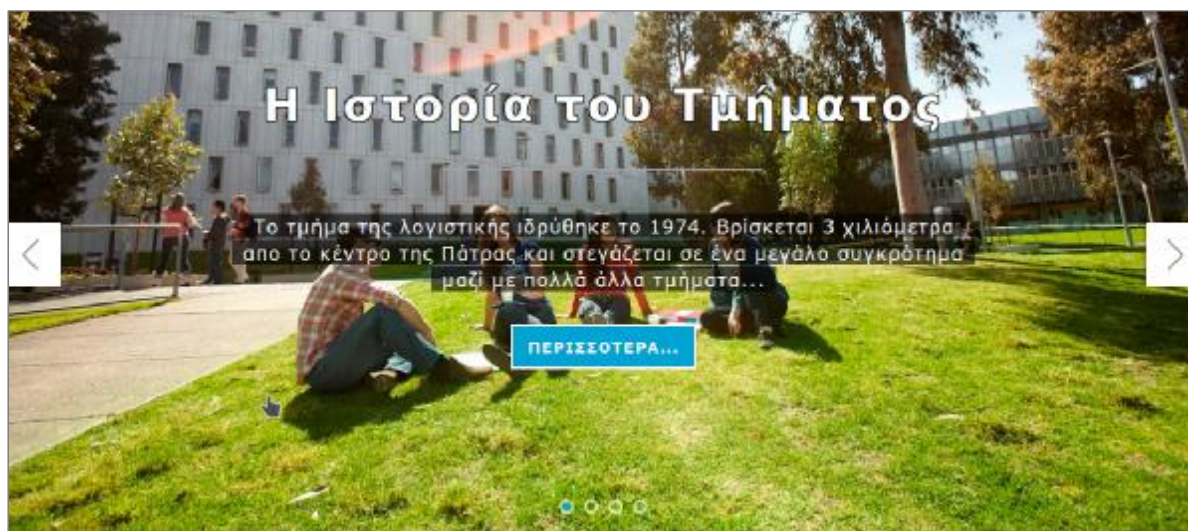 Η Ιστορία του Τμήματος
Το τμήμα της λογιστικής ιδρύθηκε το 1974. Βρίσκεται 3 χιλιόμετρα
απο το κέντρο της Πάτρας και στεγάζεται σε ένα μεγάλο συγκρότημα
μαζί με πολλά άλλα τμήματα...
ΠΕΡΙΣΣΟΤΕΡΑ...